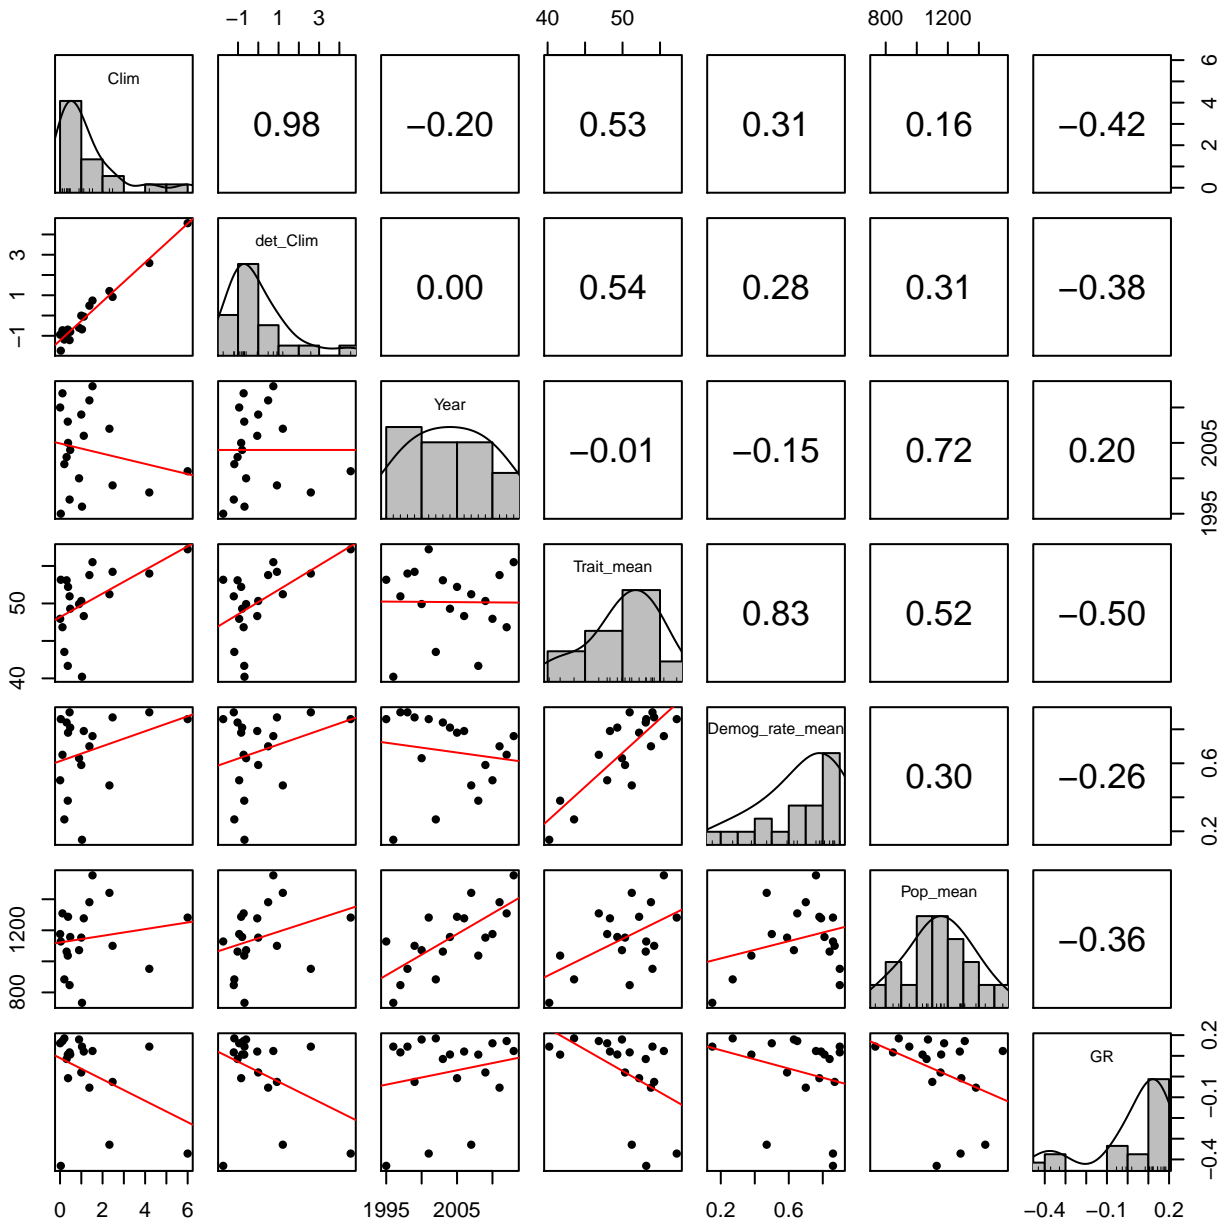 −1 1 3 40 50 800 1200
Clim 0.98 −0.20 0.53 0.31 0.16 −0.42 0 2 4 6
−1 1 3 det_Clim 0.00 0.54 0.28 0.31 −0.38
Year −0.01 −0.15 0.72 0.20 1995 2005
40 50 Trait_mean 0.83 0.52 −0.50
Demog_rate_mean 0.30 −0.26 0.2 0.6
800 1200 Pop_mean −0.36
GR −0.4 −0.1 0.2
0 2 4 6 1995 2005 0.2 0.6 −0.4 −0.1 0.2